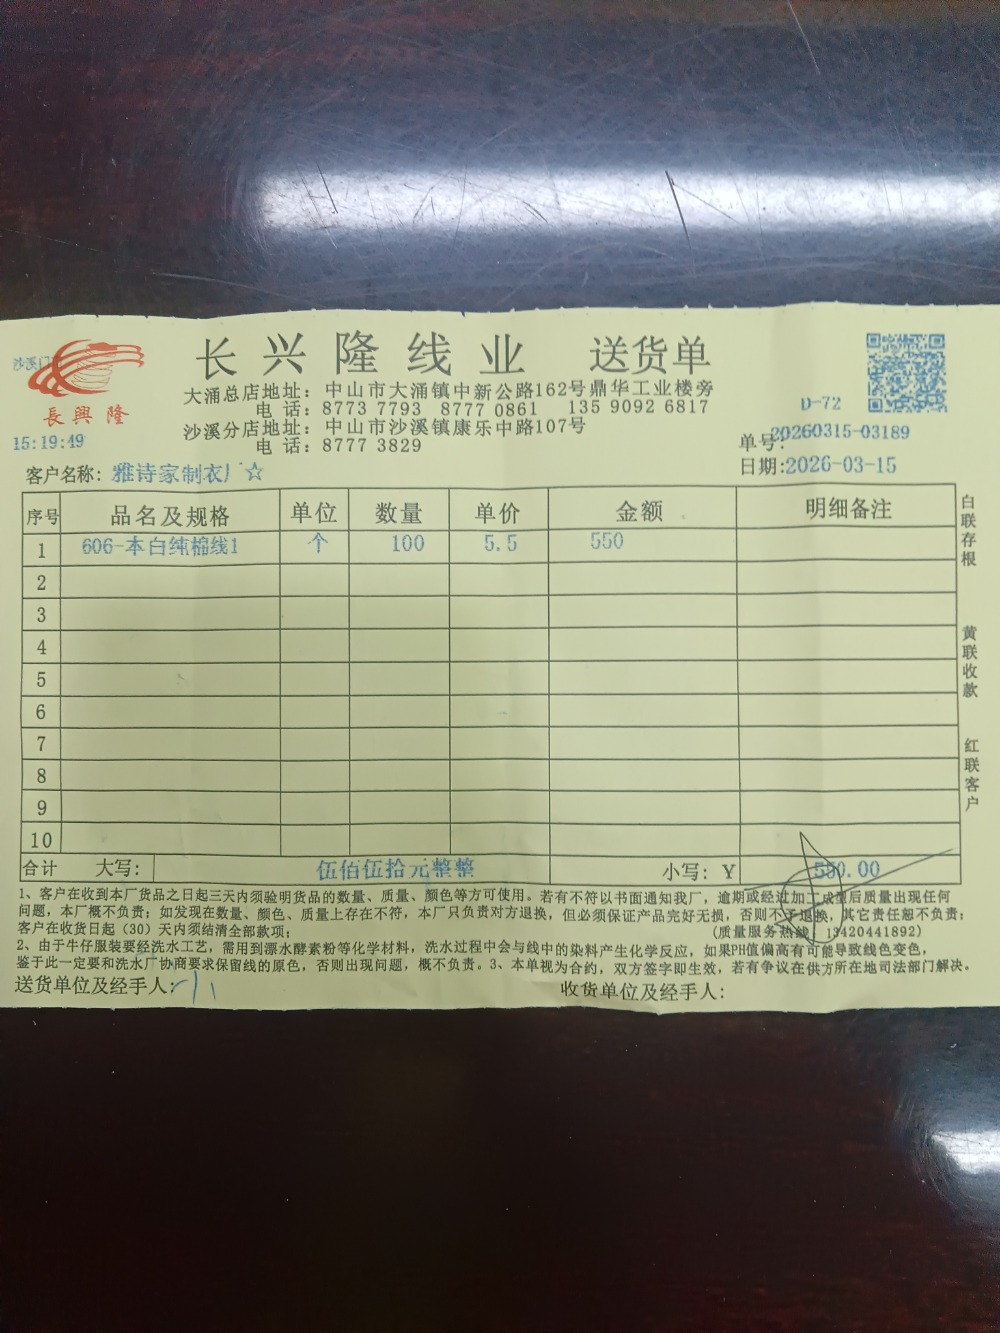 长兴隆线业 送货单
沙溪门
長興隆
15:19:49
大涌总店地址：中山市大涌镇中新公路162号鼎华工业楼旁
电话：8773 7793 8777 0861 135 9092 6817
沙溪分店地址：中山市沙溪镇康乐中路107号
电话：8777 3829
D-72
单号:20260315-03189
日期:2026-03-15
客户名称: 雅诗家制衣厂☆
序号 品名及规格 单位 数量 单价 金额 明细备注
1 606-本白纯棉线1 个 100 5.5 550
2
3
4
5
6
7
8
9
10
合计 大写: 伍佰伍拾元整整 小写: ¥ 550.00
白联存根
黄联收款
红联客户
1、客户在收到本厂货品之日起三天内须验明货品的数量、质量、颜色等方可使用。若有不符以书面通知我厂，逾期或经过加工成型后质量出现任何
问题，本厂概不负责；如发现在数量、颜色、质量上存在不符，本厂只负责对方退换，但必须保证产品完好无损，否则不予退换，其它责任恕不负责；
客户在收货日起（30）天内须结清全部款项； (质量服务热线：13420441892)
2、由于牛仔服装要经洗水工艺，需用到漂水酵素粉等化学材料，洗水过程中会与线中的染料产生化学反应，如果PH值偏高有可能导致线色变色，
鉴于此一定要和洗水厂协商要求保留线的原色，否则出现问题，概不负责。3、本单视为合约，双方签字即生效，若有争议在供方所在地司法部门解决。
送货单位及经手人: 收货单位及经手人: